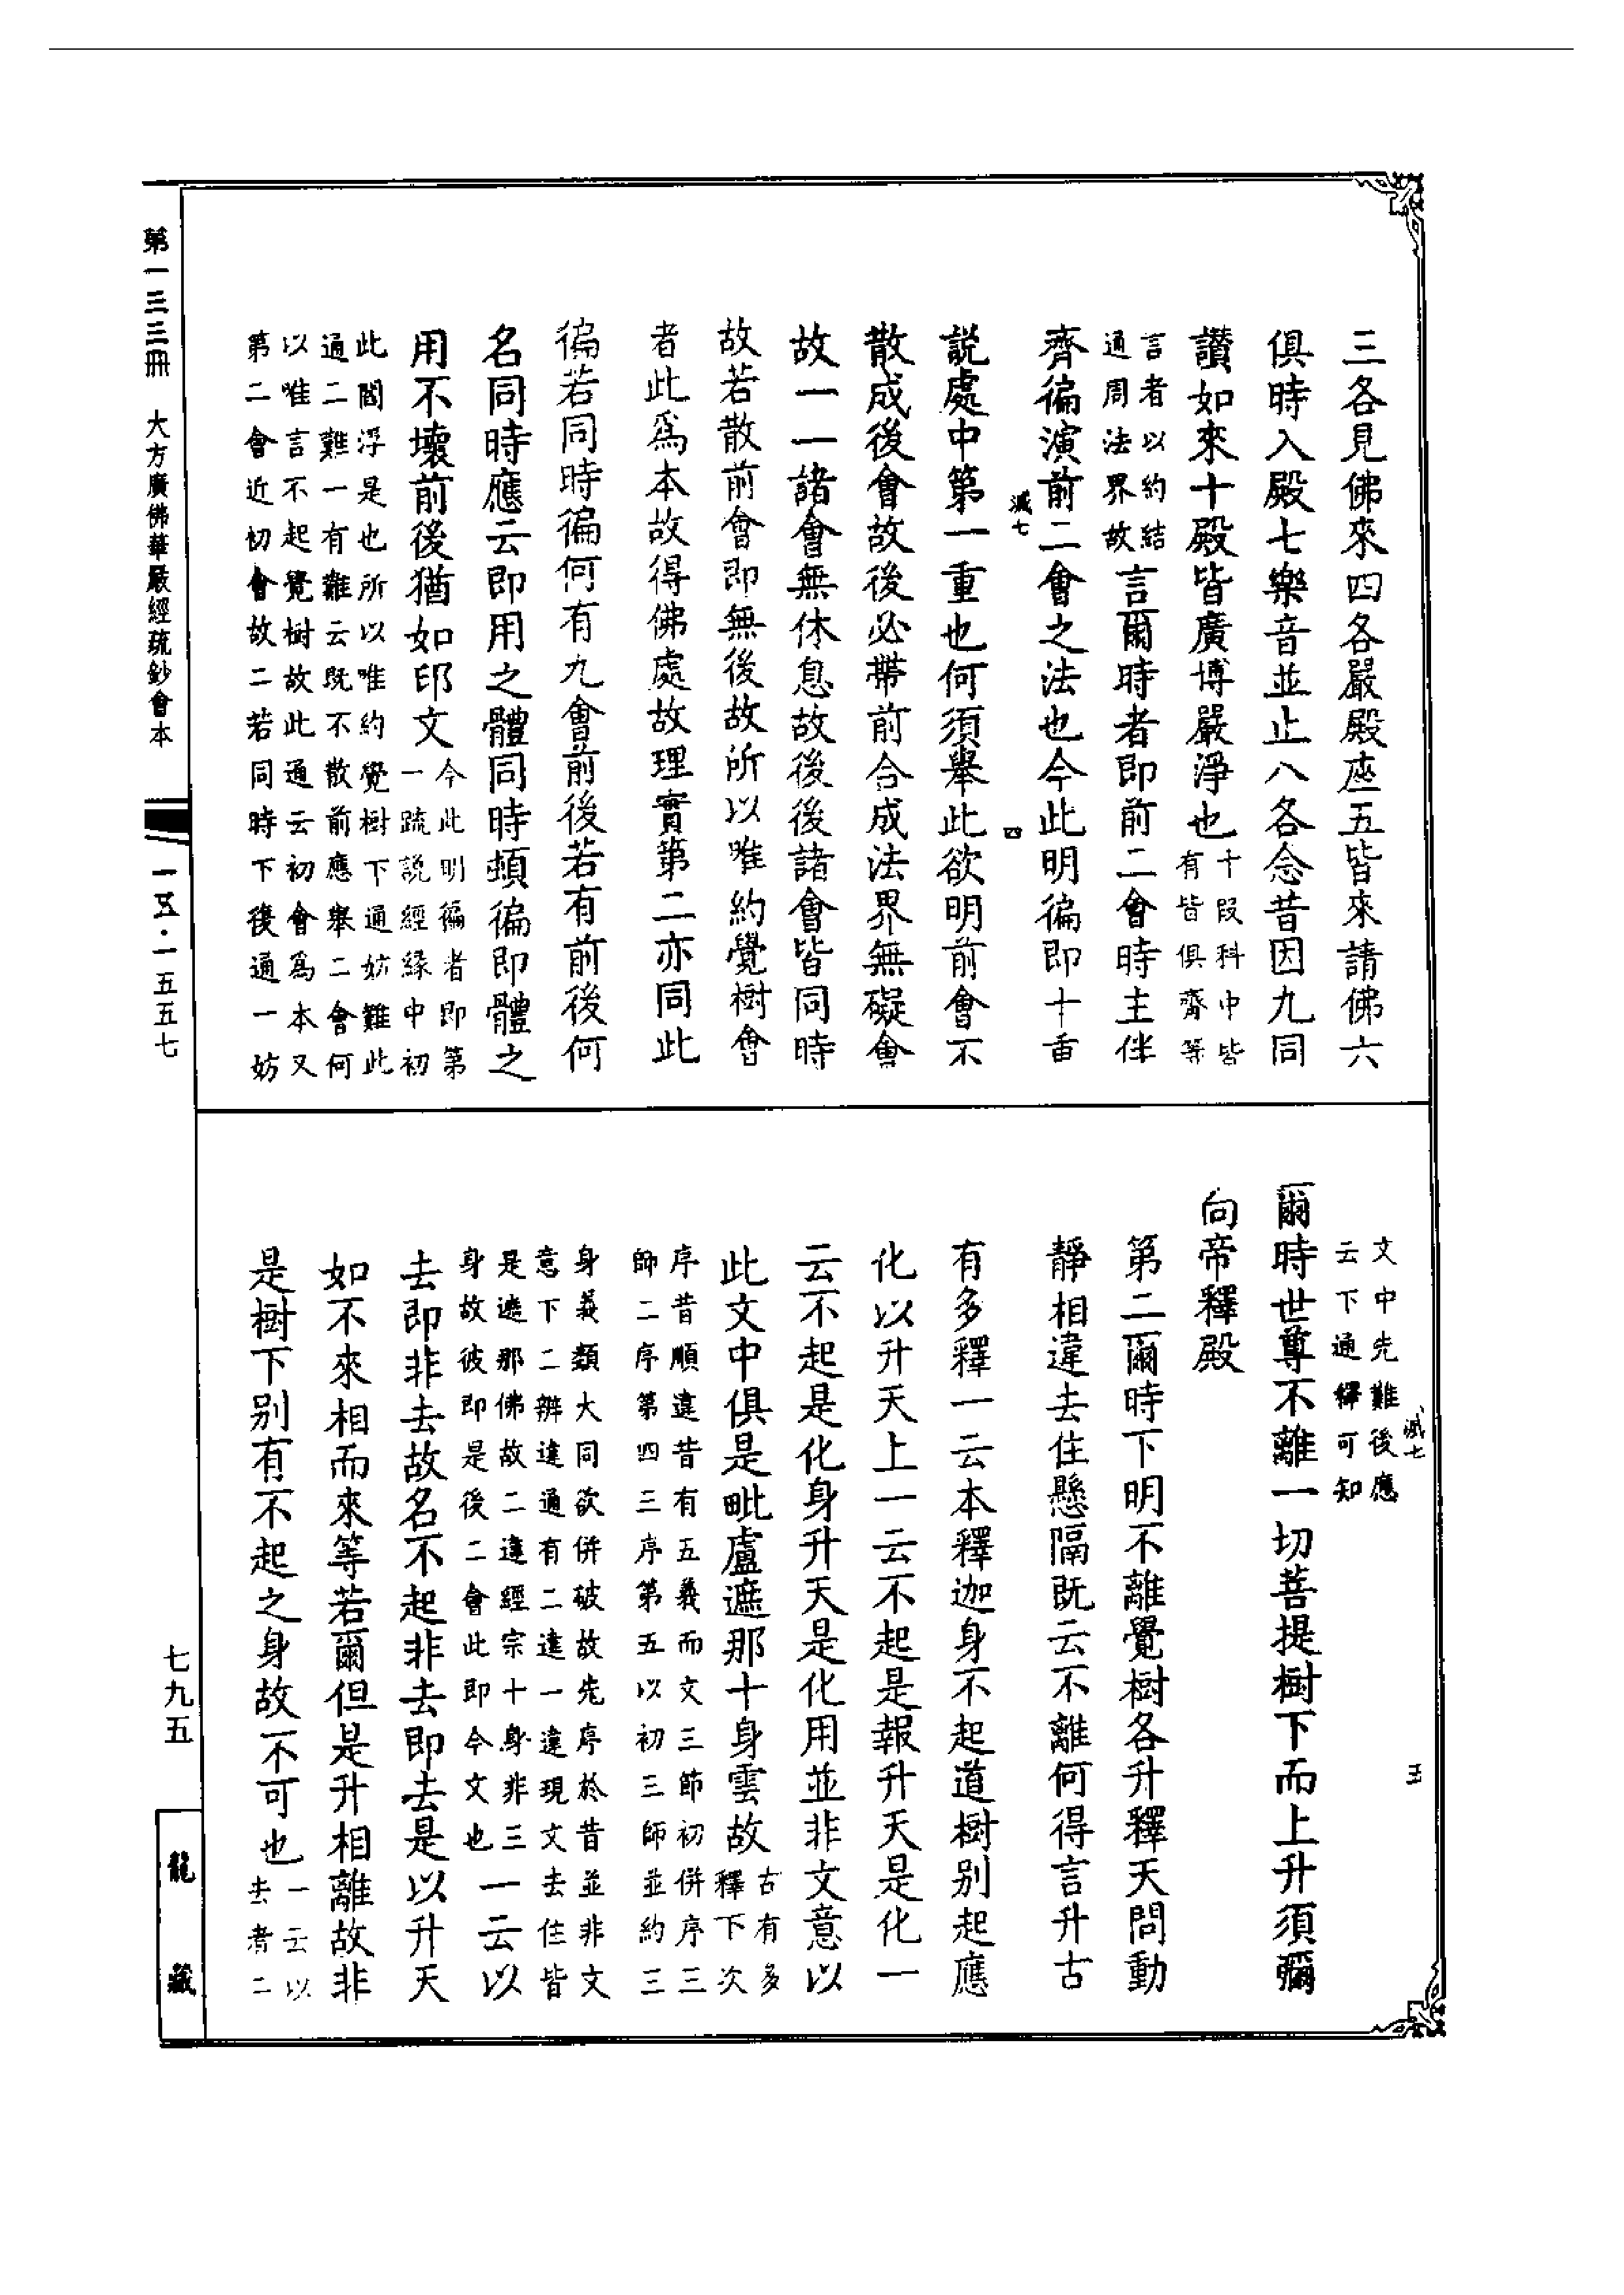 三各見佛來四各嚴殿座五皆來請佛六
俱時入殿七樂音並止八各念昔因九同
讚如來十殿皆廣博嚴淨也十段科中皆
有皆俱齊等
言者以約結
通周法界故言爾時者即前二會時主伴
齊徧演前二會之法也今此明徧即十重
減七
四
說處中第一重也何須舉此欲明前會不
散成後會故後必帶前合成法界無礙會
故一一諸會無休息故後後諸會皆同時
故若散前會即無後故所以唯約覺樹會
者此為本故得佛處故理實第二亦同此
徧若同時徧何有九會前後若有前後何
名同時應云即用之體同時頓徧即體之
用不壞前後猶如印文今此明徧者即第
一疏說經緣中初
此閻浮是也所以唯約覺樹下通妨難此
通二難一有難云既不散前應舉二會何
以唯言不起覺樹故此通云初會為本又
第二會近切會故二若同時下後通一妨
文中先難後應
云下通釋可知
減七
五
爾時世尊不離一切菩提樹下而上升須彌
向帝釋殿
第二爾時下明不離覺樹各升釋天問動
靜相違去住懸隔既云不離何得言升古
有多釋一云本釋迦身不起道樹別起應
化以升天上一云不起是報升天是化一
云不起是化身升天是化用並非文意以
此文中俱是毗盧遮那十身雲故古有多
釋下次
序昔順違昔有五義而文三節初併序三
師二序第四三序第五以初三師並約三
身義類大同欲併破故先序於昔並非文
意下二辨違通有二違一違現文去住皆
是遮那佛故二違經宗十身非三
身故彼即是後二會此即今文也一云以
去即非去故名不起非去即去是以升天
如不來相而來等若爾但是升相離故非
是樹下別有不起之身故不可也一云以
去者二
第一三三冊　大方廣佛華嚴經疏鈔會本
一五·一五五七
七九五
龍藏